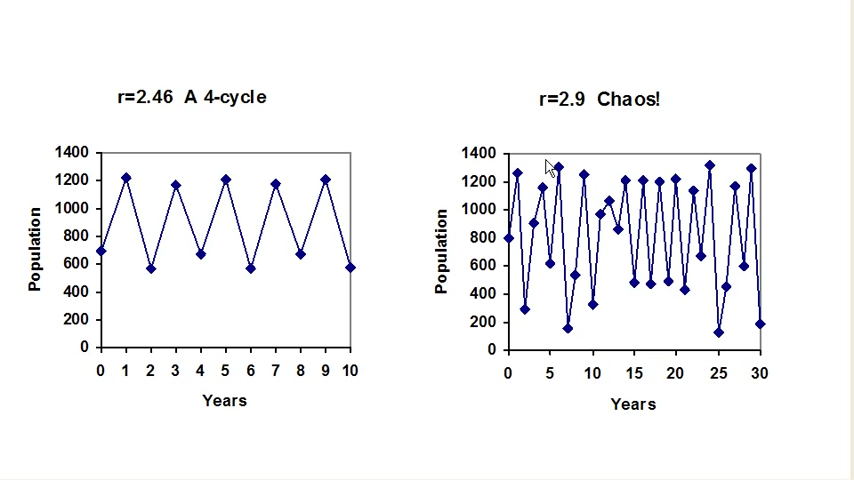 r=2.46 A 4-cycle
1400
1200
1000
800
600
400
200
0
Population
0 1 2 3 4 5 6 7 8 9 10
Years
r=2.9 Chaos!
1400
1200
1000
800
600
400
200
0
Population
0 5 10 15 20 25 30
Years